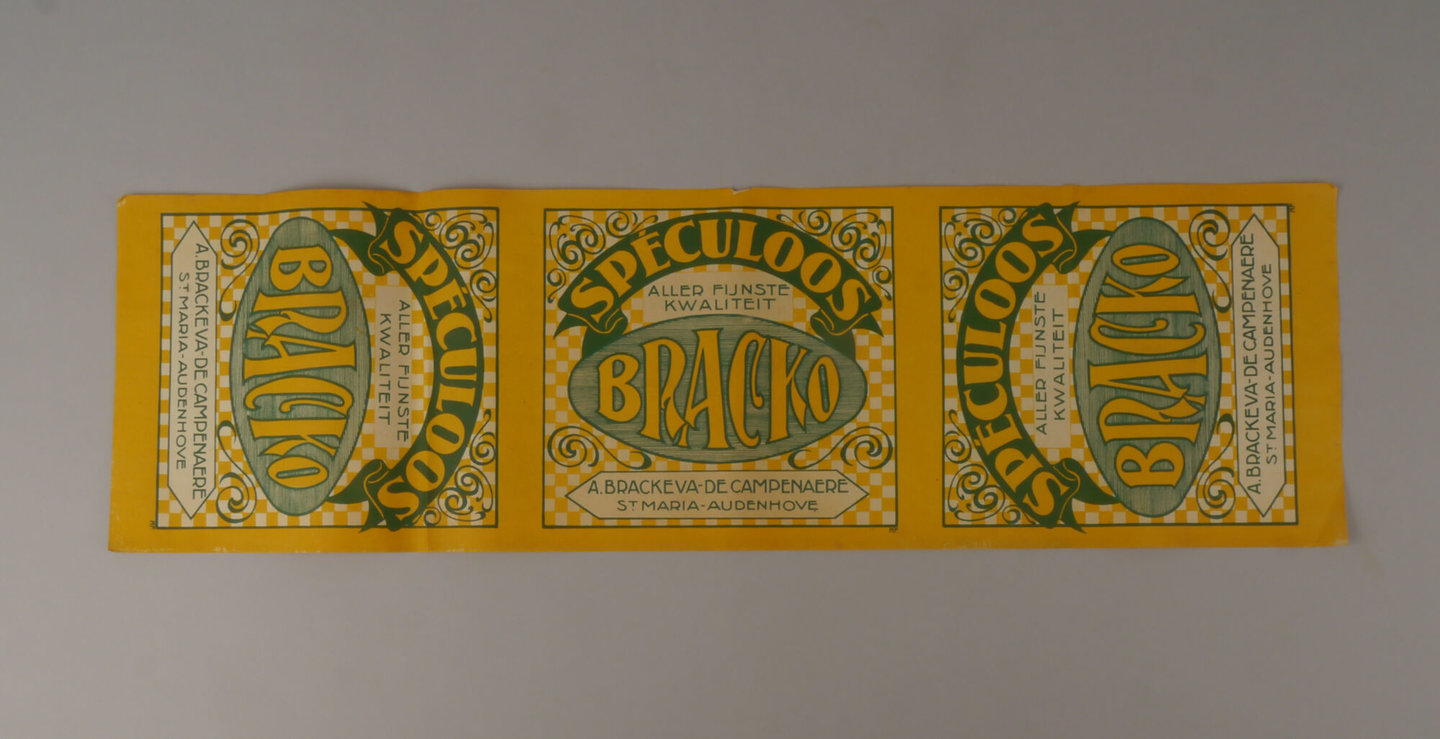 SPÉCULOOS
ALLER FIJNSTE
KWALITEIT
BRACKO
A. BRACKEVA-DE CAMPENAERE
ST MARIA-AUDENHOVE
SPÉCULOOS
ALLER FIJNSTE
KWALITEIT
BRACKO
A. BRACKEVA-DE CAMPENAERE
ST MARIA-AUDENHOVE
SPÉCULOOS
ALLER FIJNSTE
KWALITEIT
BRACKO
A. BRACKEVA-DE CAMPENAERE
ST MARIA-AUDENHOVE